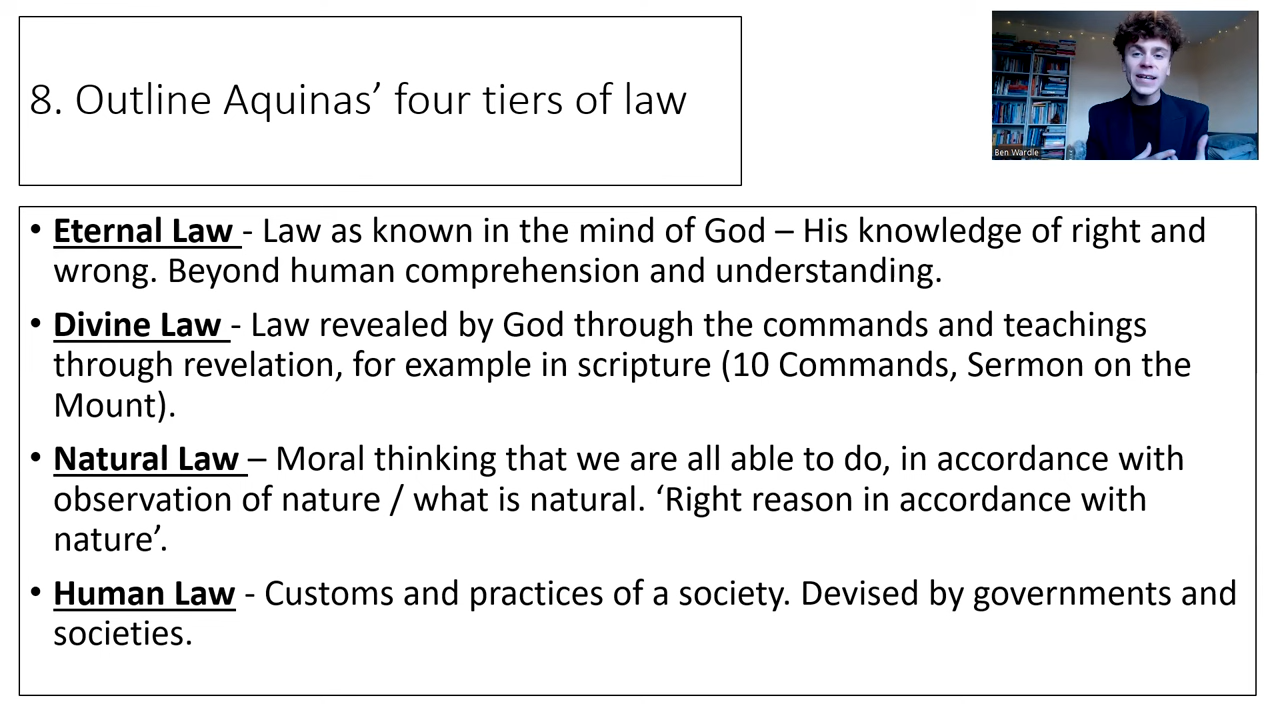 8. Outline Aquinas’ four tiers of law
Ben Wardle
• Eternal Law - Law as known in the mind of God – His knowledge of right and
wrong. Beyond human comprehension and understanding.
• Divine Law - Law revealed by God through the commands and teachings
through revelation, for example in scripture (10 Commands, Sermon on the
Mount).
• Natural Law – Moral thinking that we are all able to do, in accordance with
observation of nature / what is natural. ‘Right reason in accordance with
nature’.
• Human Law - Customs and practices of a society. Devised by governments and
societies.